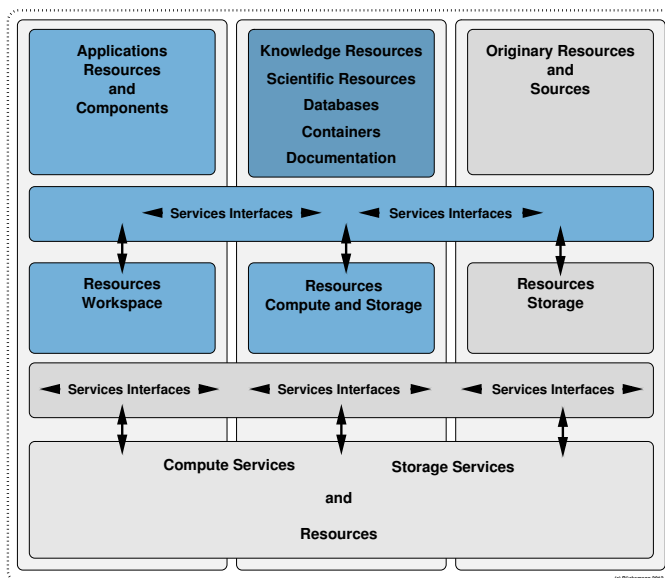 Applications
Resources
and
Components
Knowledge Resources
Scientific Resources
Databases
Containers
Documentation
Originary Resources
and
Sources
Services Interfaces
Services Interfaces
Resources
Workspace
Resources
Compute and Storage
Resources
Storage
Services Interfaces
Services Interfaces
Services Interfaces
Compute Services
Storage Services
and
Resources